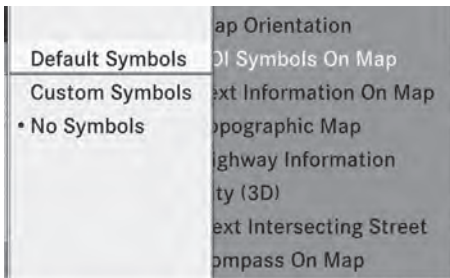 Default Symbols
Custom Symbols
• No Symbols
ap Orientation
OI Symbols On Map
ext Information On Map
opographic Map
ighway Information
ty (3D)
ext Intersecting Street
ompass On Map